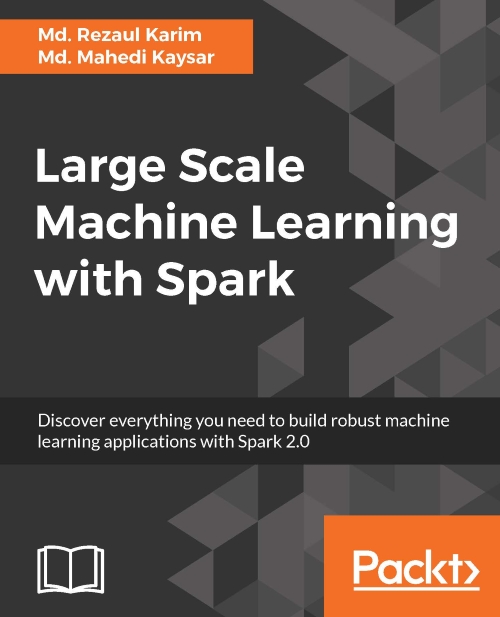 Md. Rezaul Karim
Md. Mahedi Kaysar
Large Scale
Machine Learning
with Spark
Discover everything you need to build robust machine
learning applications with Spark 2.0
Packt>